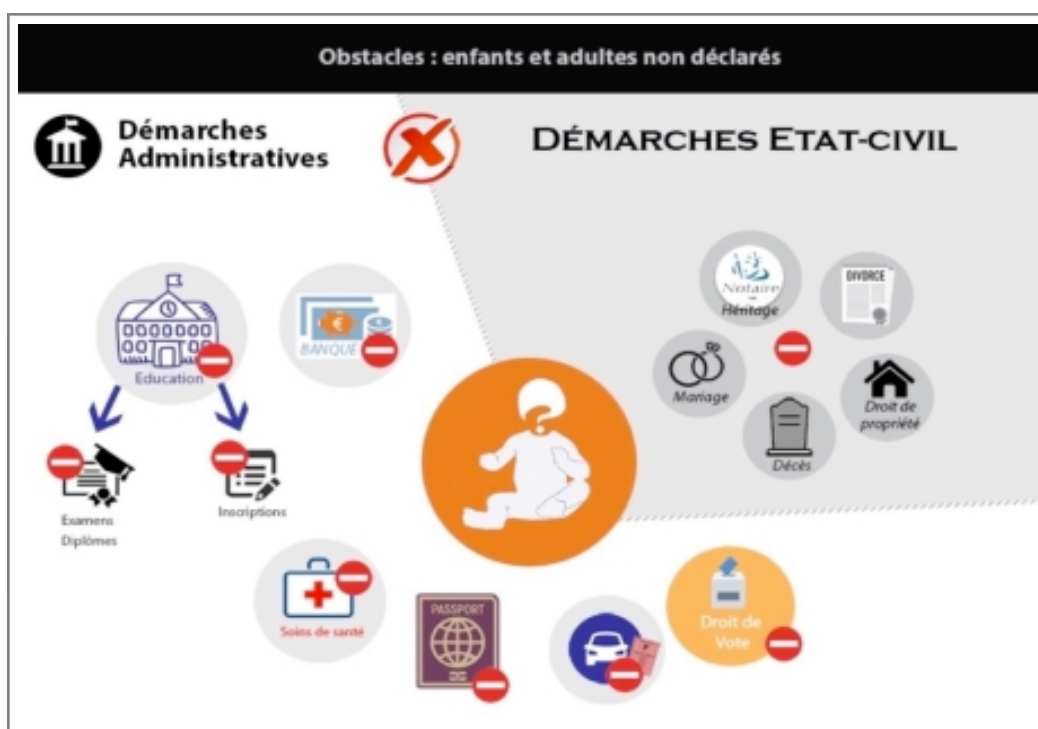 Obstacles : enfants et adultes non déclarés
Démarches
Administratives
DÉMARCHES ETAT-CIVIL
Notaire
Héritage
DIVORCE
Mariage
Droit de
propriété
Décès
Education
BANQUE
Examens
Diplômes
Inscriptions
Soins de santé
PASSPORT
Droit de
Vote